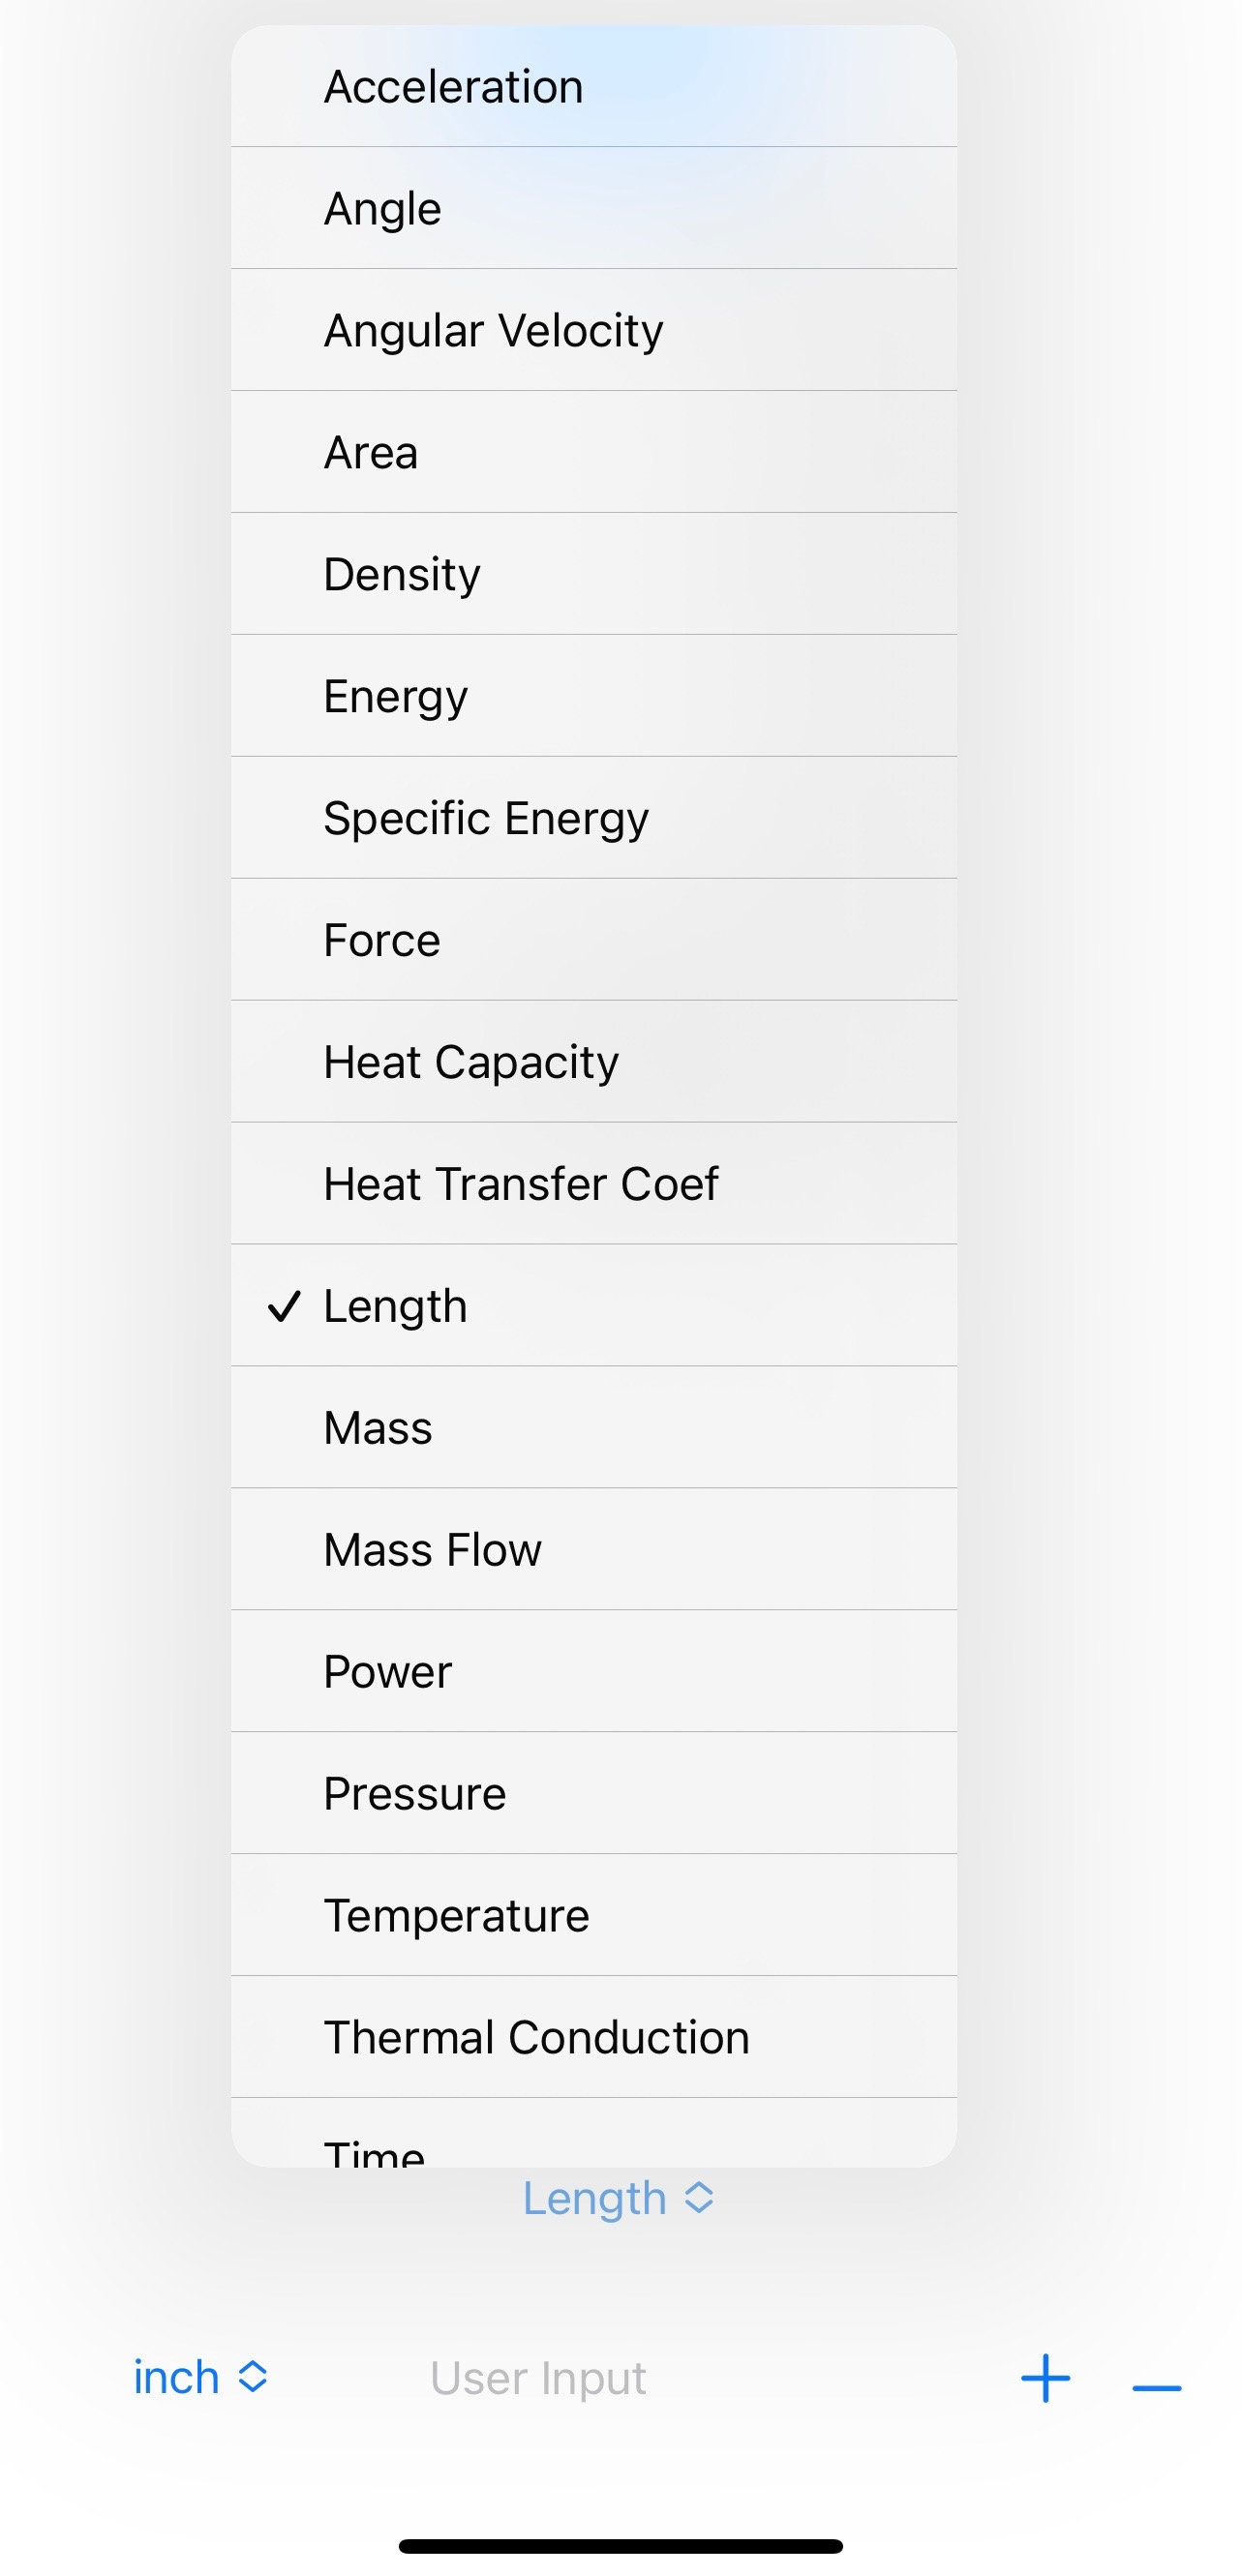 Acceleration
Angle
Angular Velocity
Area
Density
Energy
Specific Energy
Force
Heat Capacity
Heat Transfer Coef
Length
Mass
Mass Flow
Power
Pressure
Temperature
Thermal Conduction
Time
Length
inch User Input